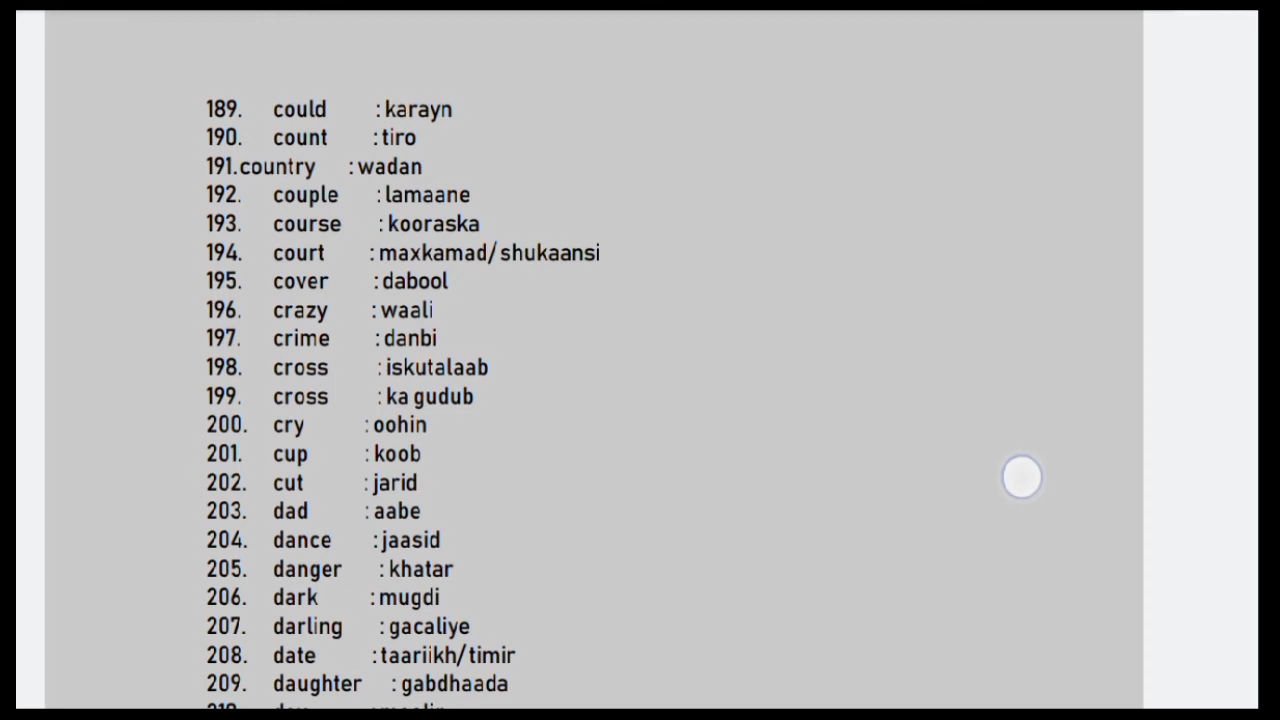 189. could : karayn
190. count : tiro
191.country : wadan
192. couple : lamaane
193. course : kooraska
194. court : maxkamad/shukaansi
195. cover : dabool
196. crazy : waali
197. crime : danbi
198. cross : iskutalaab
199. cross : ka gudub
200. cry : oohin
201. cup : koob
202. cut : jarid
203. dad : aabe
204. dance : jaasid
205. danger : khatar
206. dark : mugdi
207. darling : gacaliye
208. date : taariikh/timir
209. daughter : gabdhaada